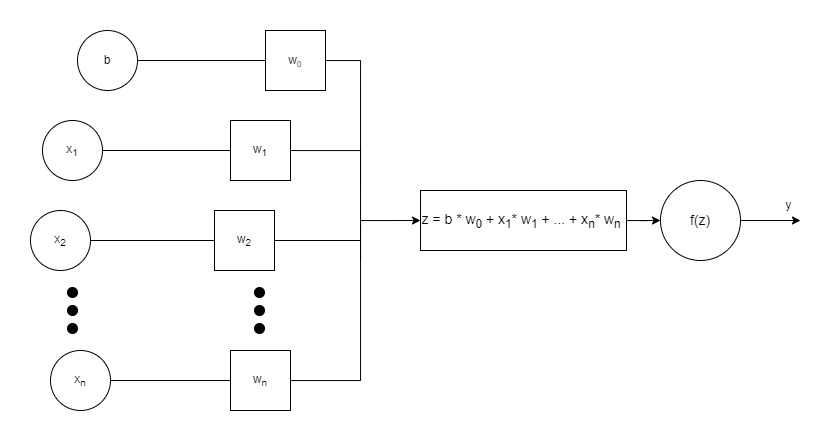 b
w₀
x₁
w₁
x₂
w₂
xₙ
wₙ
z = b * w₀ + x₁* w₁ + ... + xₙ* wₙ
f(z)
y